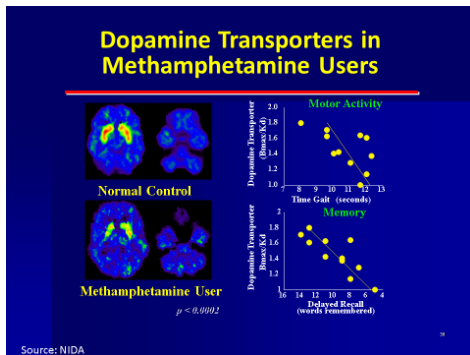 Dopamine Transporters in
Methamphetamine Users
Normal Control
Methamphetamine User
p < 0.0002
Motor Activity
Dopamine Transporter
(Bmax/Kd)
2.0
1.8
1.6
1.4
1.2
1.0
7 8 9 10 11 12 13
Time Gait (seconds)
Memory
Dopamine Transporter
Bmax/Kd
2
1.8
1.6
1.4
1.2
1
16 14 12 10 8 6 4
Delayed Recall
(words remembered)
Source: NIDA